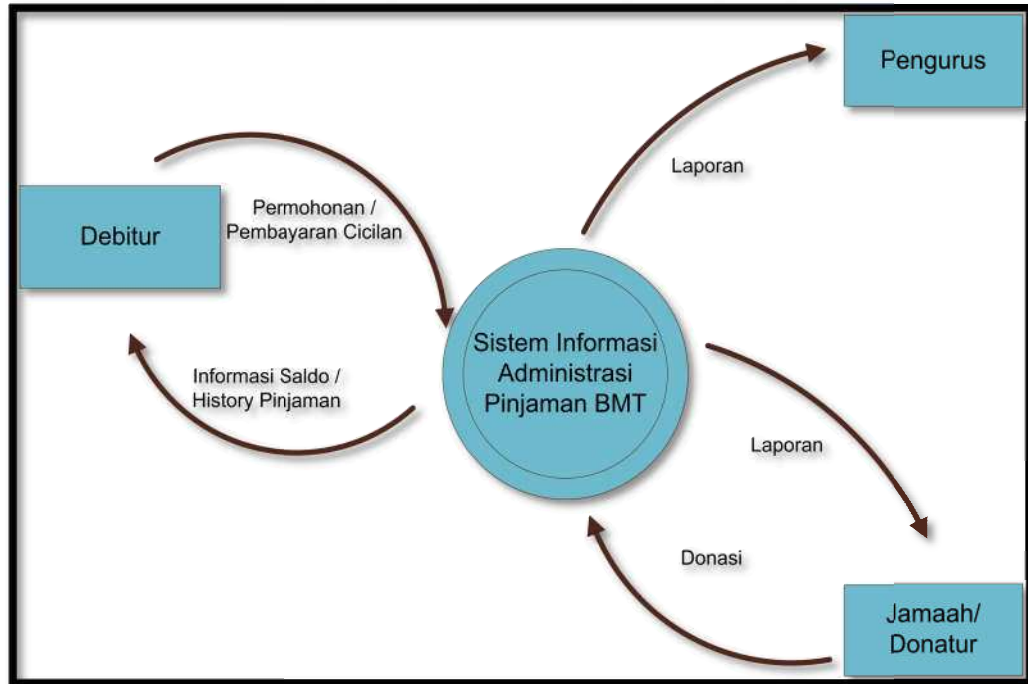 Pengurus
Laporan
Permohonan /
Pembayaran Cicilan
Debitur
Sistem Informasi
Administrasi
Pinjaman BMT
Informasi Saldo /
History Pinjaman
Laporan
Donasi
Jamaah/
Donatur